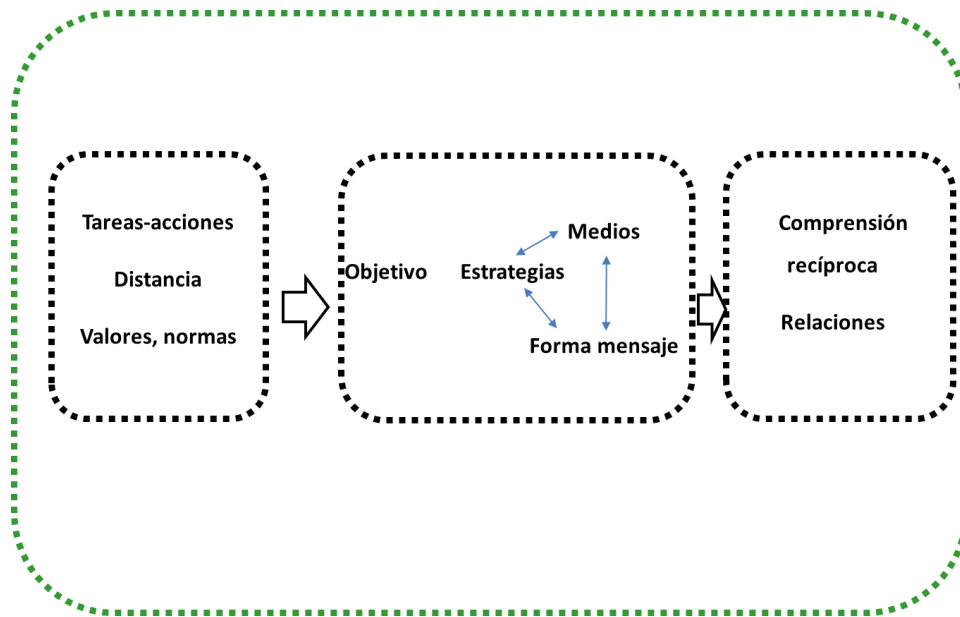 Tareas-acciones
Distancia
Valores, normas
Objetivo
Estrategias
Medios
Forma mensaje
Comprensión
recíproca
Relaciones